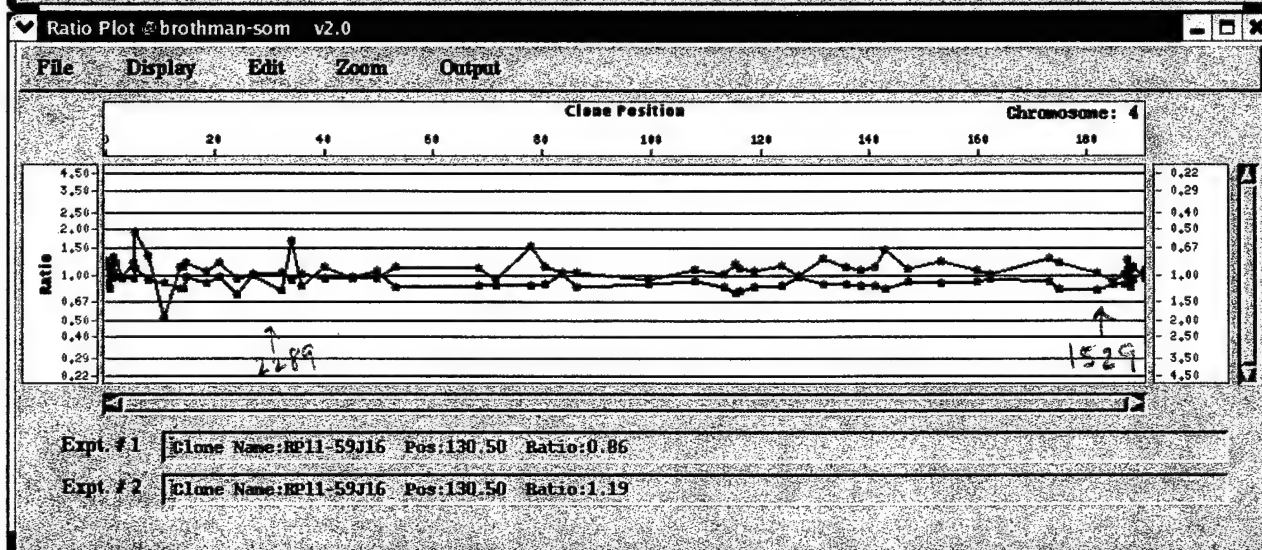 Ratio Plot @brothman-som v2.0
File Display Edit Zoom Output
Clone Position Chromosome: 4
0 20 40 60 80 100 120 140 160 180
Ratio
4,50 0,22
3,50 0,29
2,50 0,40
2,00 0,50
1,50 0,67
1,00 1,00
0,67 1,50
0,50 2,00
0,40 2,50
0,29 3,50
0,22 4,50
2289 1529
Expt. #1 Clone Name:RP11-59J16 Pos:130.50 Ratio:0.86
Expt. #2 Clone Name:RP11-59J16 Pos:130.50 Ratio:1.19